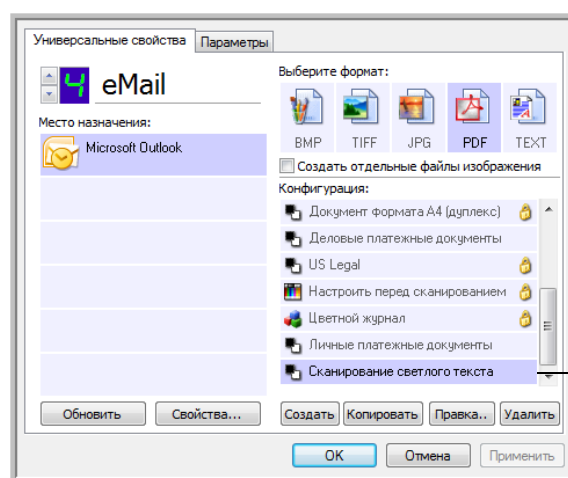 Универсальные свойства Параметры
4 eMail
Место назначения:
Microsoft Outlook
Обновить Свойства...
Выберите формат:
BMP TIFF JPG PDF TEXT
Создать отдельные файлы изображения
Конфигурация:
Документ формата A4 (дуплекс)
Деловые платежные документы
US Legal
Настроить перед сканированием
Цветной журнал
Личные платежные документы
Сканирование светлого текста
Создать Копировать Правка.. Удалить
OK Отмена Применить